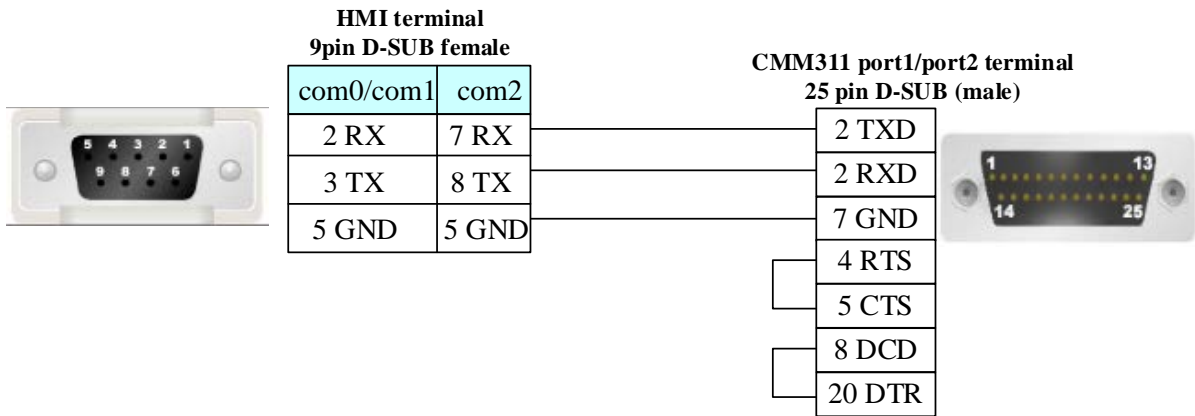 HMI terminal
9pin D-SUB female
com0/com1 com2
2 RX 7 RX
3 TX 8 TX
5 GND 5 GND
5 4 3 2 1
9 8 7 6
CMM311 port1/port2 terminal
25 pin D-SUB (male)
2 TXD
2 RXD
7 GND
4 RTS
5 CTS
8 DCD
20 DTR
1 13
14 25